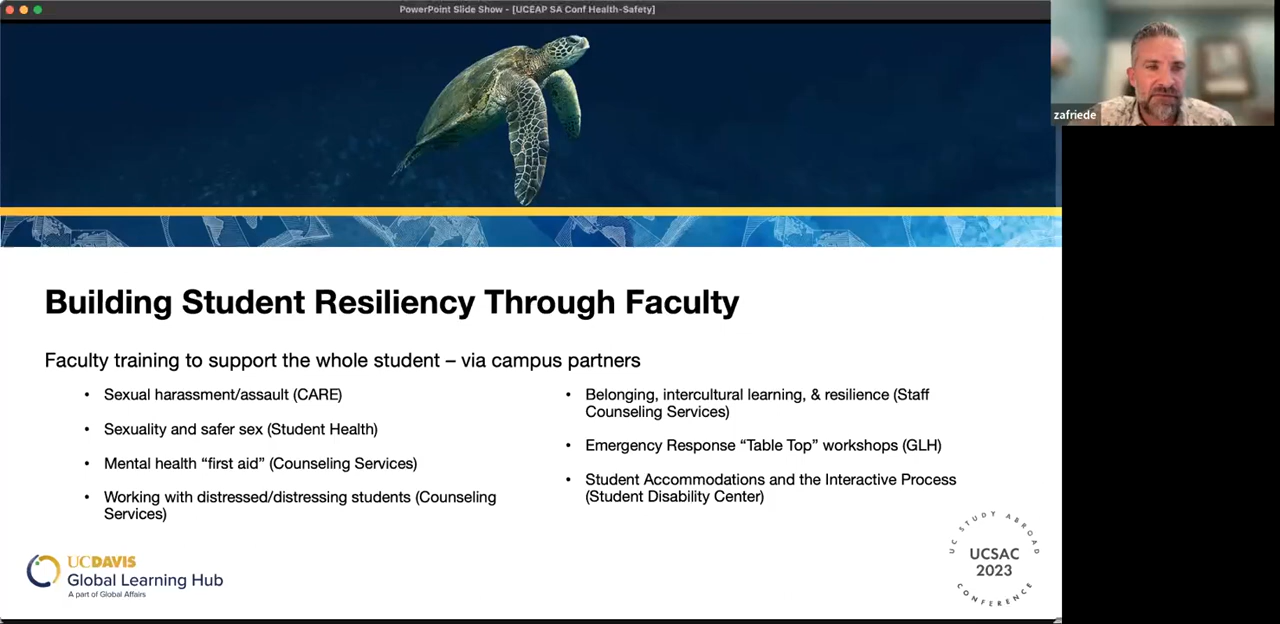 PowerPoint Slide Show - [UCEAP SA Conf Health-Safety]
zafriede
Building Student Resiliency Through Faculty
Faculty training to support the whole student – via campus partners
• Sexual harassment/assault (CARE)
• Sexuality and safer sex (Student Health)
• Mental health “first aid” (Counseling Services)
• Working with distressed/distressing students (Counseling
Services)
• Belonging, intercultural learning, & resilience (Staff
Counseling Services)
• Emergency Response “Table Top” workshops (GLH)
• Student Accommodations and the Interactive Process
(Student Disability Center)
UCDAVIS
Global Learning Hub
A part of Global Affairs
UC STUDY ABROAD
UCSAC
2023
CONFERENCE